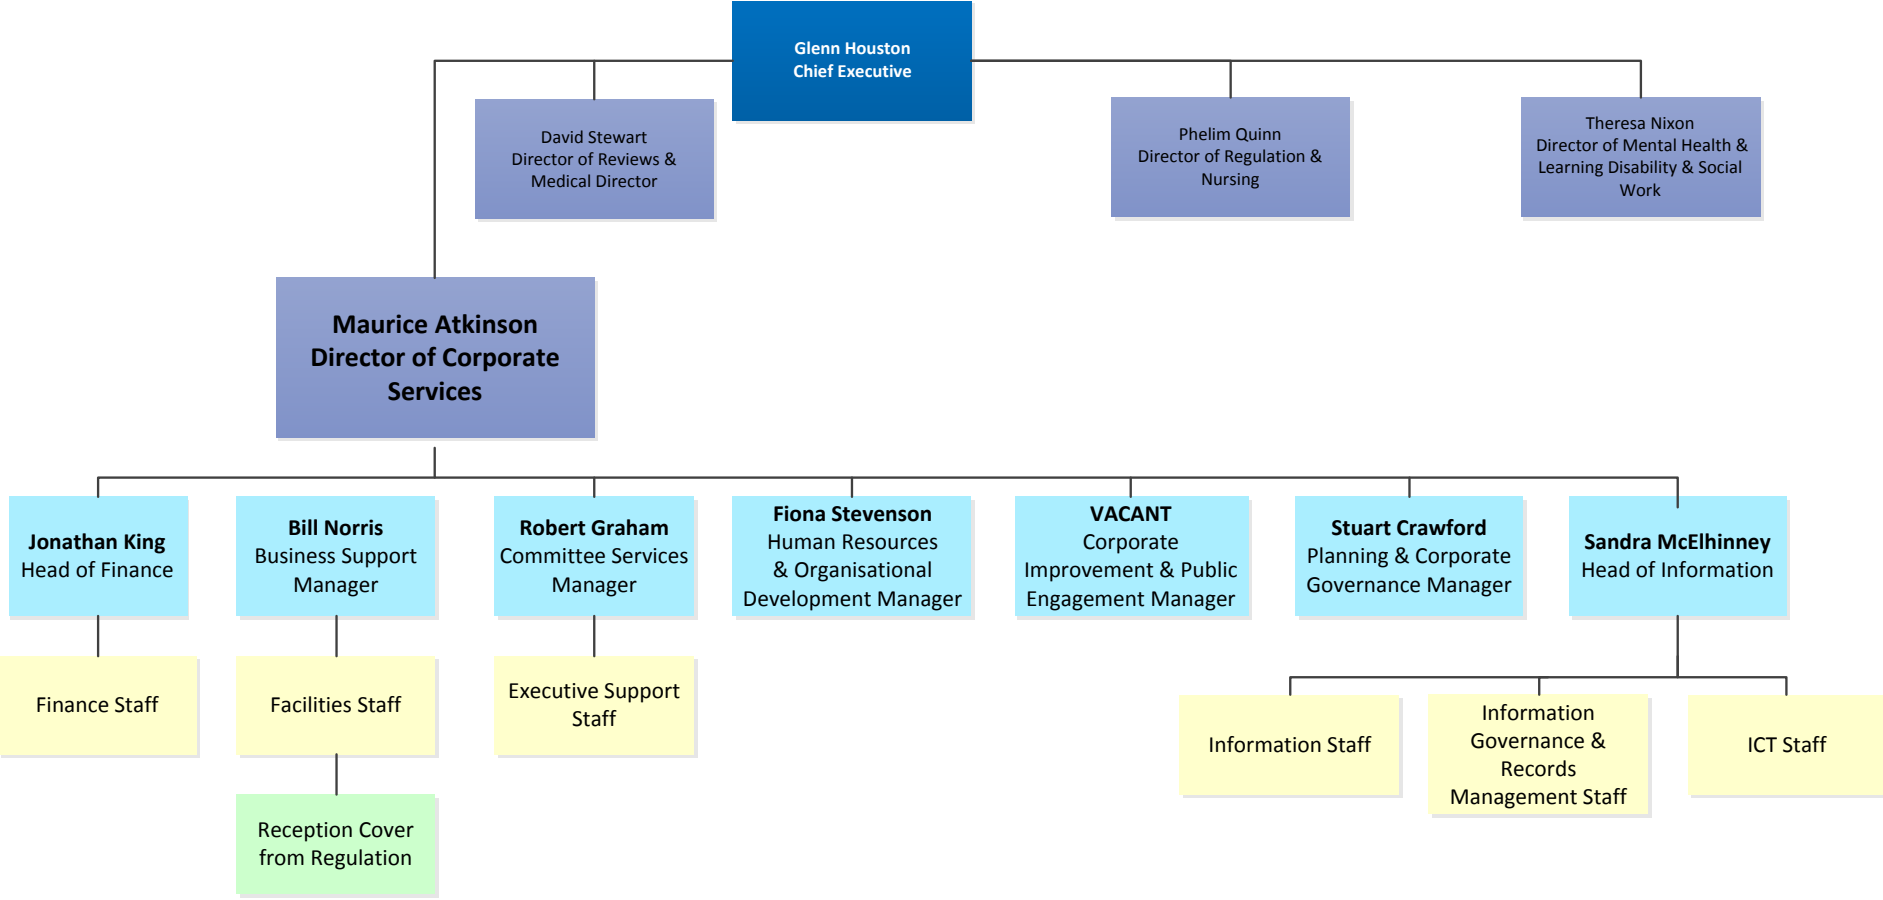 Glenn Houston
Chief Executive
David Stewart
Director of Reviews &
Medical Director
Phelim Quinn
Director of Regulation &
Nursing
Theresa Nixon
Director of Mental Health &
Learning Disability & Social
Work
Maurice Atkinson
Director of Corporate
Services
Jonathan King
Head of Finance
Bill Norris
Business Support
Manager
Robert Graham
Committee Services
Manager
Fiona Stevenson
Human Resources
& Organisational
Development Manager
VACANT
Corporate
Improvement & Public
Engagement Manager
Stuart Crawford
Planning & Corporate
Governance Manager
Sandra McElhinney
Head of Information
Finance Staff
Facilities Staff
Executive Support
Staff
Information Staff
Information
Governance &
Records
Management Staff
ICT Staff
Reception Cover
from Regulation